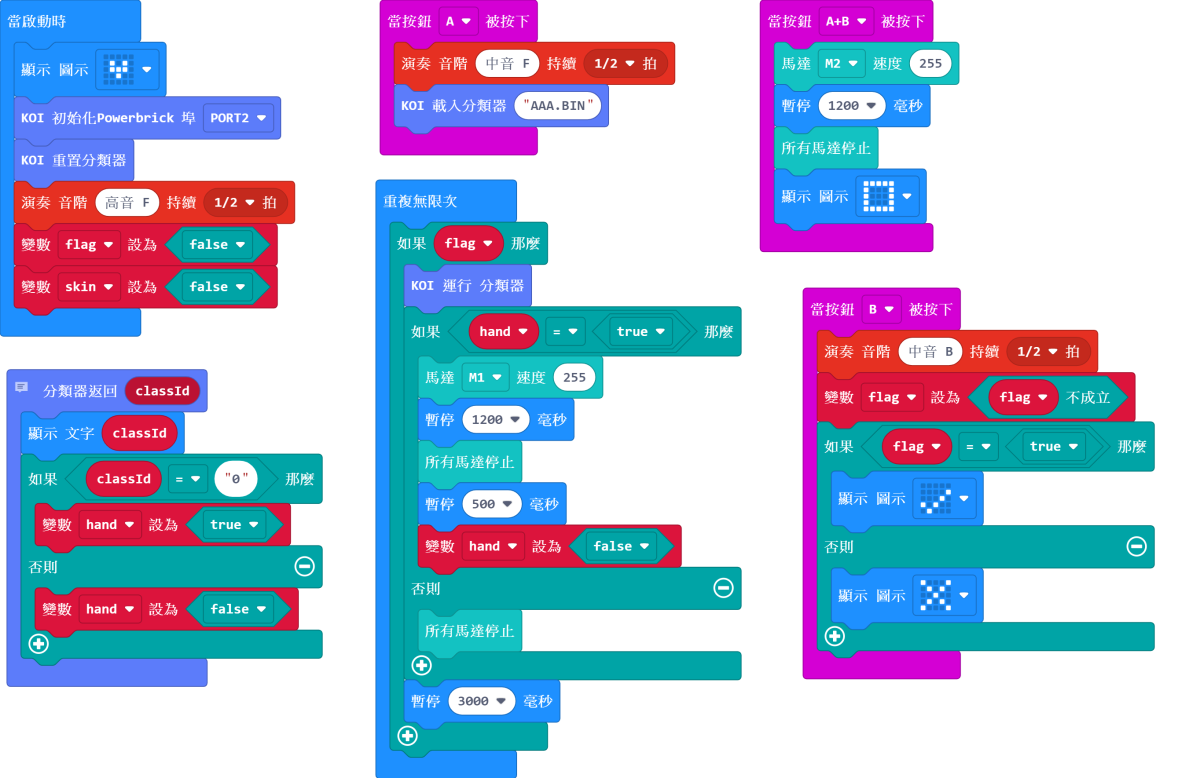 當啟動時
顯示 圖示
KOI 初始化Powerbrick 埠 PORT2
KOI 重置分類器
演奏 音階 高音 F 持續 1/2 拍
變數 flag 設為 false
變數 skin 設為 false
分類器返回 classId
顯示 文字 classId
如果 classId = "0" 那麼
變數 hand 設為 true
否則
變數 hand 設為 false
當按鈕 A 被按下
演奏 音階 中音 F 持續 1/2 拍
KOI 載入分類器 "AAA.BIN"
重複無限次
如果 flag 那麼
KOI 運行 分類器
如果 hand = true 那麼
馬達 M1 速度 255
暫停 1200 毫秒
所有馬達停止
暫停 500 毫秒
變數 hand 設為 false
否則
所有馬達停止
暫停 3000 毫秒
當按鈕 A+B 被按下
馬達 M2 速度 255
暫停 1200 毫秒
所有馬達停止
顯示 圖示
當按鈕 B 被按下
演奏 音階 中音 B 持續 1/2 拍
變數 flag 設為 flag 不成立
如果 flag = true 那麼
顯示 圖示
否則
顯示 圖示